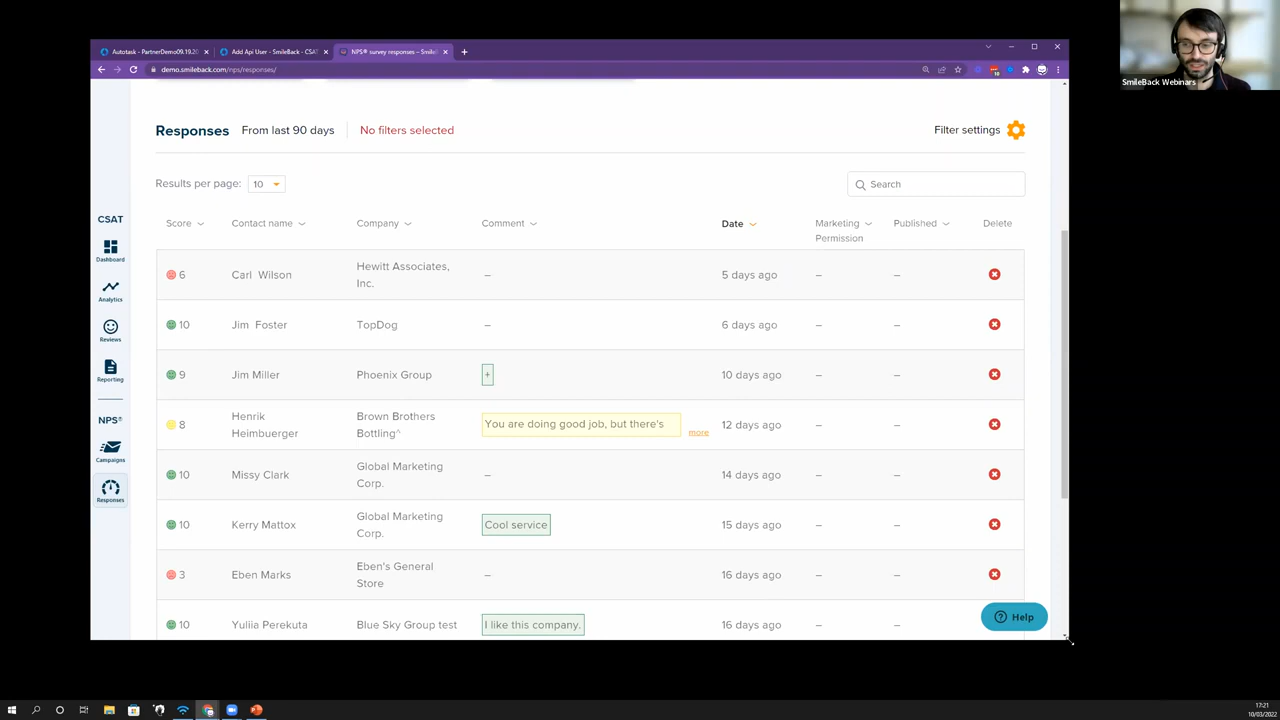 Autotask - PartnerDemo09.19.20
Add Api User - SmileBack - CSAT
NPS® survey responses – Smile
demo.smileback.com/nps/responses/
SmileBack Webinars
Responses
From last 90 days
No filters selected
Filter settings
Results per page:
10
Search
Score
Contact name
Company
Comment
Date
Marketing
Permission
Published
Delete
CSAT
Dashboard
Analytics
Reviews
Reporting
NPS®
Campaigns
Responses
6
Carl Wilson
Hewitt Associates,
Inc.
–
5 days ago
–
–
10
Jim Foster
TopDog
–
6 days ago
–
–
9
Jim Miller
Phoenix Group
+
10 days ago
–
–
8
Henrik
Heimbuerger
Brown Brothers
Bottling^
You are doing good job, but there's
more
12 days ago
–
–
10
Missy Clark
Global Marketing
Corp.
–
14 days ago
–
–
10
Kerry Mattox
Global Marketing
Corp.
Cool service
15 days ago
–
–
3
Eben Marks
Eben's General
Store
–
16 days ago
–
–
10
Yuliia Perekuta
Blue Sky Group test
I like this company.
16 days ago
–
–
Help
17:21
10/03/2022